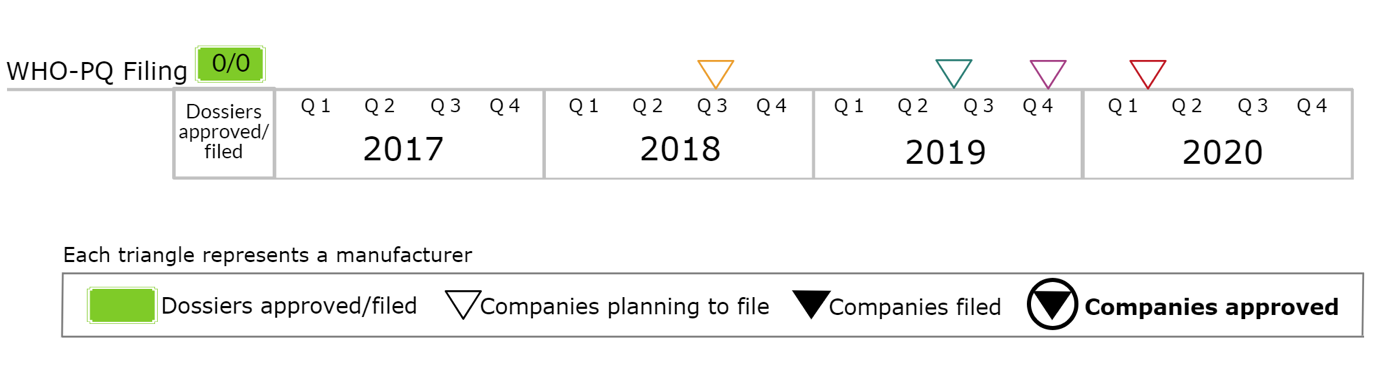 WHO-PQ Filing 0/0
Dossiers
approved/
filed
Q 1 Q 2 Q 3 Q 4 Q 1 Q 2 Q 3 Q 4 Q 1 Q 2 Q 3 Q 4 Q 1 Q 2 Q 3 Q 4
2017 2018 2019 2020
Each triangle represents a manufacturer
Dossiers approved/filed Companies planning to file Companies filed Companies approved